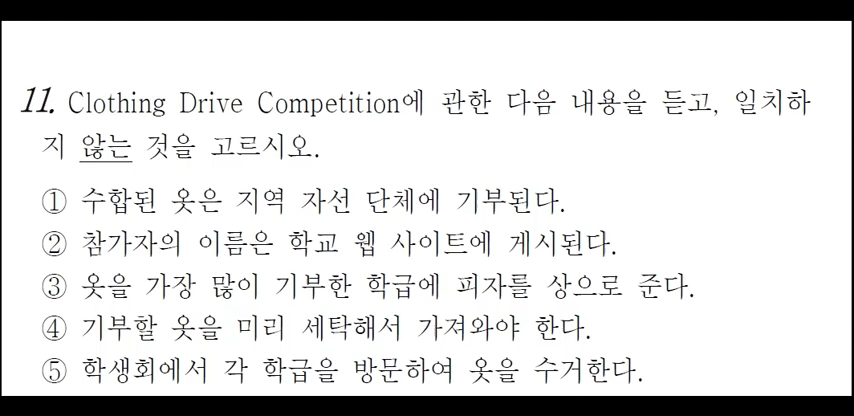 11. Clothing Drive Competition에 관한 다음 내용을 듣고, 일치하
지 않는 것을 고르시오.
① 수합된 옷은 지역 자선 단체에 기부된다.
② 참가자의 이름은 학교 웹 사이트에 게시된다.
③ 옷을 가장 많이 기부한 학급에 피자를 상으로 준다.
④ 기부할 옷을 미리 세탁해서 가져와야 한다.
⑤ 학생회에서 각 학급을 방문하여 옷을 수거한다.